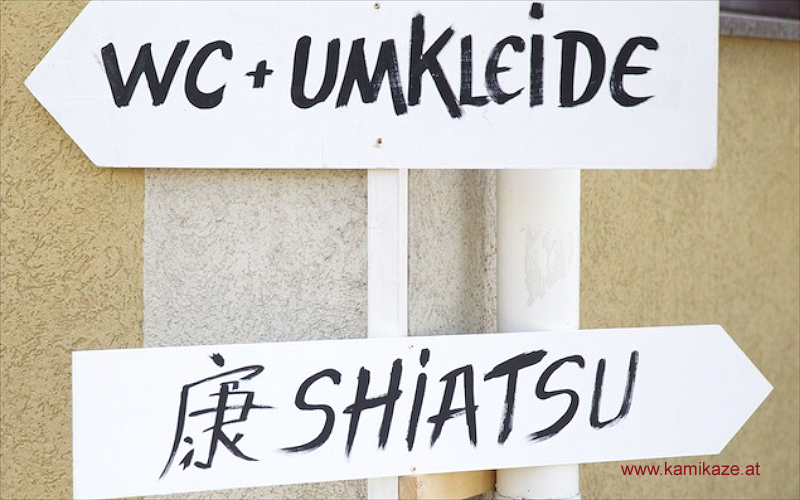 WC + UMKLEIDE
康 SHIATSU
www.kamikaze.at